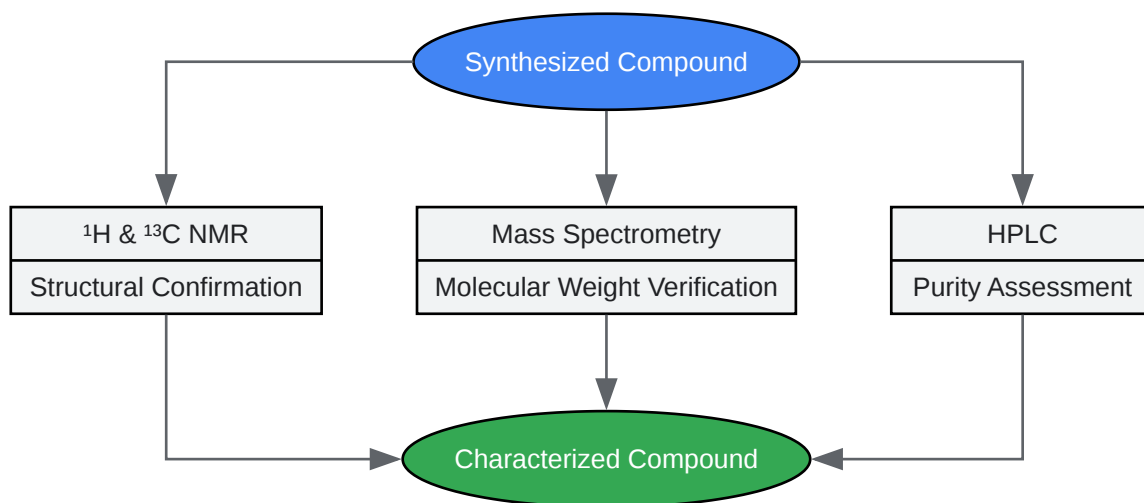 Synthesized Compound
¹H & ¹³C NMR
Structural Confirmation
Mass Spectrometry
Molecular Weight Verification
HPLC
Purity Assessment
Characterized Compound